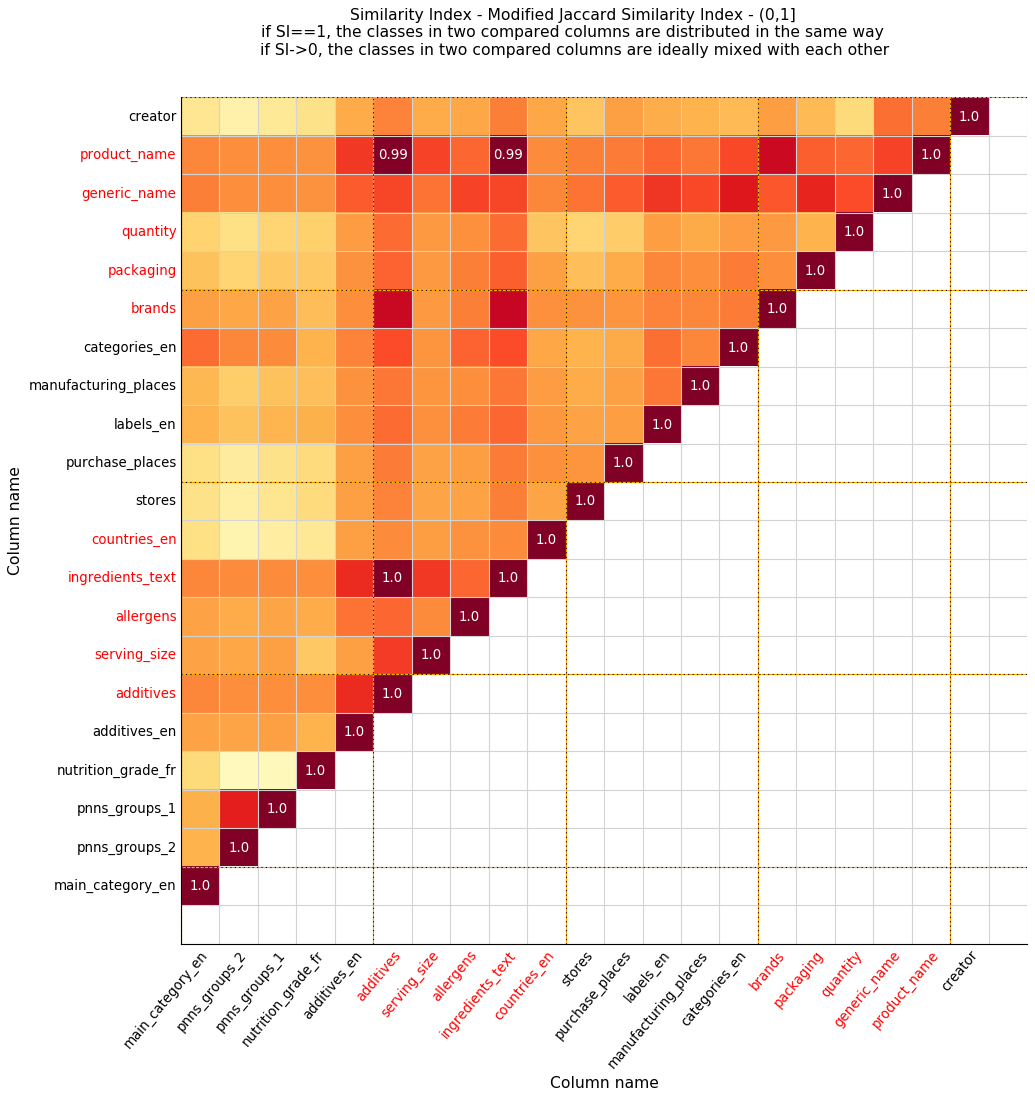 Similarity Index - Modified Jaccard Similarity Index - (0,1]
if SI==1, the classes in two compared columns are distributed in the same way
if SI->0, the classes in two compared columns are ideally mixed with each other
creator 1.0
product_name 0.99 0.99 1.0
generic_name 1.0
quantity 1.0
packaging 1.0
brands 1.0
categories_en 1.0
manufacturing_places 1.0
labels_en 1.0
purchase_places 1.0
stores 1.0
countries_en 1.0
ingredients_text 1.0 1.0
allergens 1.0
serving_size 1.0
additives 1.0
additives_en 1.0
nutrition_grade_fr 1.0
pnns_groups_1 1.0
pnns_groups_2 1.0
main_category_en 1.0
Column name
main_category_en
pnns_groups_2
pnns_groups_1
nutrition_grade_fr
additives_en
additives
serving_size
allergens
ingredients_text
countries_en
stores
purchase_places
labels_en
manufacturing_places
categories_en
brands
packaging
quantity
generic_name
product_name
creator
Column name